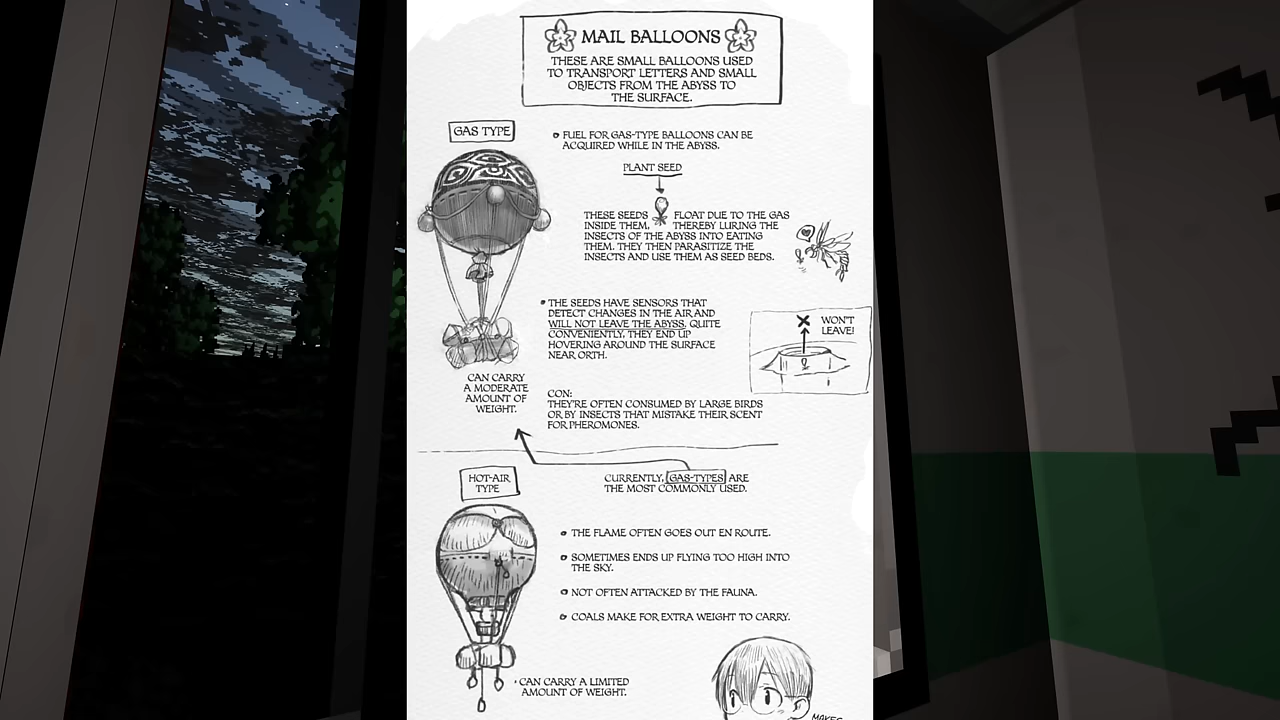 MAIL BALLOONS
THESE ARE SMALL BALLOONS USED
TO TRANSPORT LETTERS AND SMALL
OBJECTS FROM THE ABYSS TO
THE SURFACE.
GAS TYPE
FUEL FOR GAS-TYPE BALLOONS CAN BE
ACQUIRED WHILE IN THE ABYSS.
PLANT SEED
THESE SEEDS FLOAT DUE TO THE GAS
INSIDE THEM, THEREBY LURING THE
INSECTS OF THE ABYSS INTO EATING
THEM. THEY THEN PARASITIZE THE
INSECTS AND USE THEM AS SEED BEDS.
THE SEEDS HAVE SENSORS THAT
DETECT CHANGES IN THE AIR AND
WILL NOT LEAVE THE ABYSS. QUITE
CONVENIENTLY, THEY END UP
HOVERING AROUND THE SURFACE
NEAR ORTH.
WON'T
LEAVE!
CAN CARRY
A MODERATE
AMOUNT OF
WEIGHT.
CON:
THEY'RE OFTEN CONSUMED BY LARGE BIRDS
OR BY INSECTS THAT MISTAKE THEIR SCENT
FOR PHEROMONES.
HOT-AIR
TYPE
CURRENTLY, GAS-TYPES ARE
THE MOST COMMONLY USED.
THE FLAME OFTEN GOES OUT EN ROUTE.
SOMETIMES ENDS UP FLYING TOO HIGH INTO
THE SKY.
NOT OFTEN ATTACKED BY THE FAUNA.
COALS MAKE FOR EXTRA WEIGHT TO CARRY.
CAN CARRY A LIMITED
AMOUNT OF WEIGHT.
MAKES